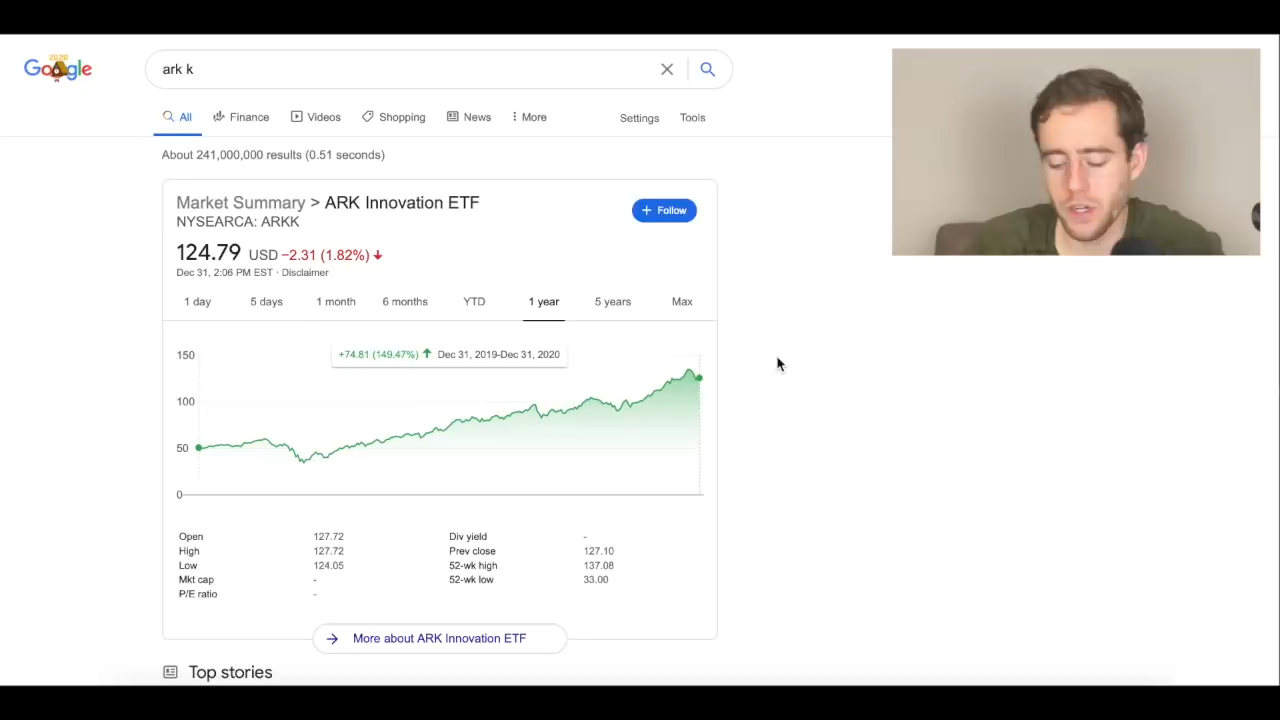 2020
Google
ark k
All Finance Videos Shopping News More Settings Tools
About 241,000,000 results (0.51 seconds)
Market Summary > ARK Innovation ETF
NYSEARCA: ARKK
+ Follow
124.79 USD −2.31 (1.82%)
Dec 31, 2:06 PM EST · Disclaimer
1 day 5 days 1 month 6 months YTD 1 year 5 years Max
+74.81 (149.47%) Dec 31, 2019-Dec 31, 2020
150
100
50
0
Open 127.72 Div yield -
High 127.72 Prev close 127.10
Low 124.05 52-wk high 137.08
Mkt cap - 52-wk low 33.00
P/E ratio -
More about ARK Innovation ETF
Top stories